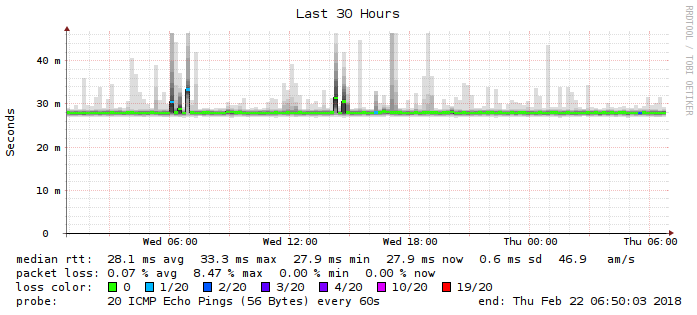 Last 30 Hours
RRDTOOL / TOBI OETIKER
Seconds
40 m
30 m
20 m
10 m
0
Wed 06:00 Wed 12:00 Wed 18:00 Thu 00:00 Thu 06:00
median rtt: 28.1 ms avg 33.3 ms max 27.9 ms min 27.9 ms now 0.6 ms sd 46.9 am/s
packet loss: 0.07 % avg 8.47 % max 0.00 % min 0.00 % now
loss color: 0 1/20 2/20 3/20 4/20 10/20 19/20
probe: 20 ICMP Echo Pings (56 Bytes) every 60s end: Thu Feb 22 06:50:03 2018